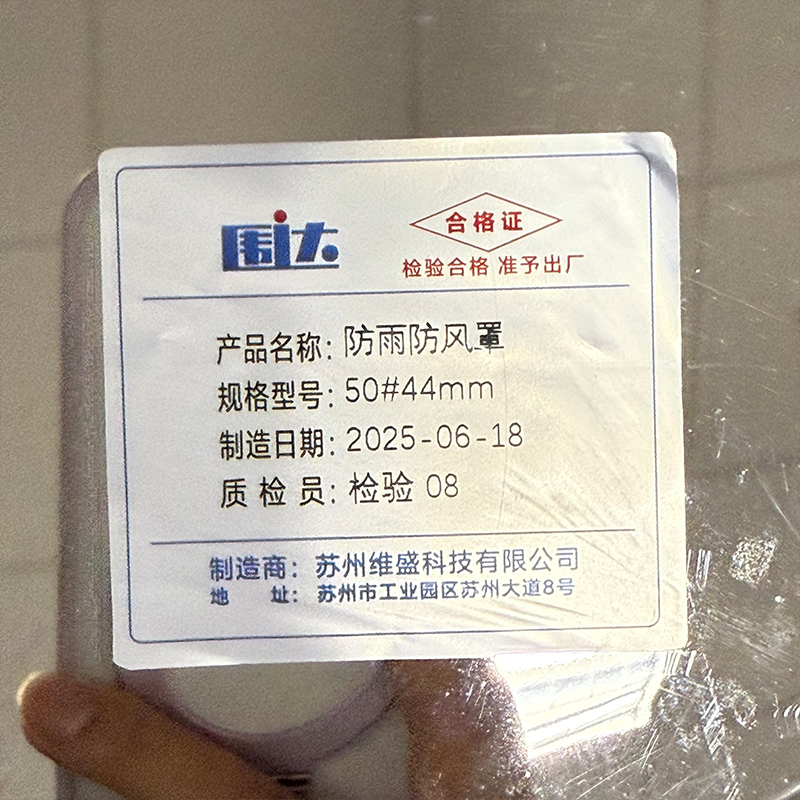 围达
合格证
检验合格 准予出厂
产品名称：防雨防风罩
规格型号：50#44mm
制造日期：2025-06-18
质检员：检验 08
制造商：苏州维盛科技有限公司
地 址：苏州市工业园区苏州大道8号